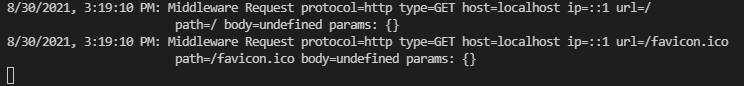 8/30/2021, 3:19:10 PM: Middleware Request protocol=http type=GET host=localhost ip=::1 url=/
path=/ body=undefined params: {}
8/30/2021, 3:19:10 PM: Middleware Request protocol=http type=GET host=localhost ip=::1 url=/favicon.ico
path=/favicon.ico body=undefined params: {}